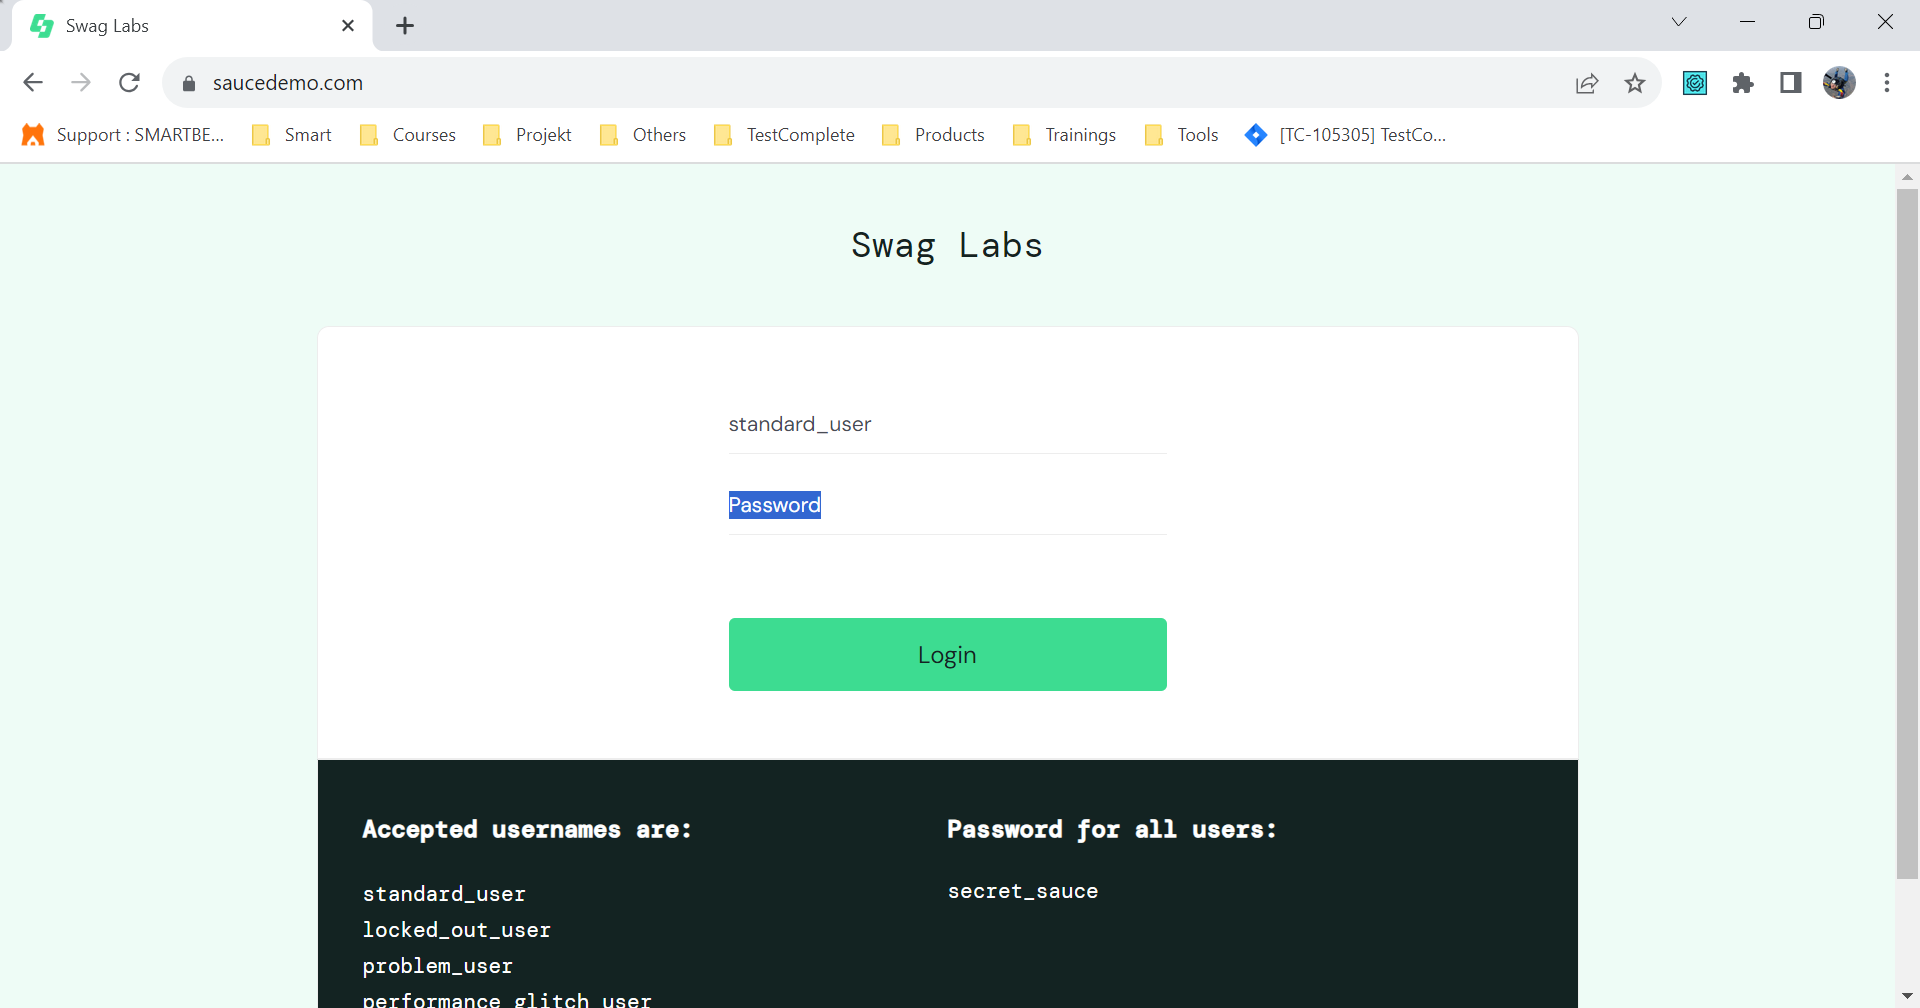 Swag Labs
saucedemo.com
Support : SMARTBE... Smart Courses Projekt Others TestComplete Products Trainings Tools [TC-105305] TestCo...
Swag Labs
standard_user
Password
Login
Accepted usernames are:
standard_user
locked_out_user
problem_user
performance_glitch_user
Password for all users:
secret_sauce